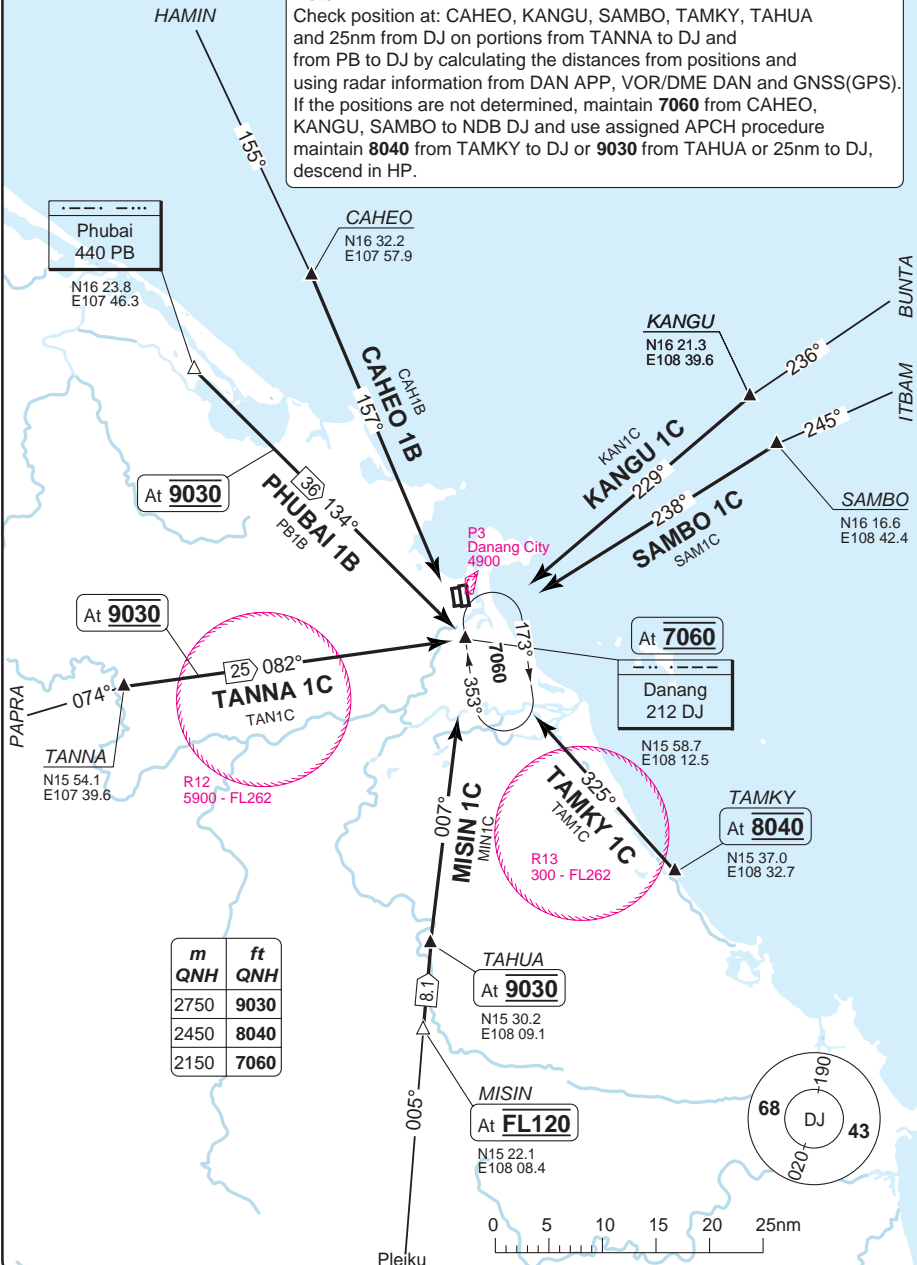 HAMIN
Check position at: CAHEO, KANGU, SAMBO, TAMKY, TAHUA
and 25nm from DJ on portions from TANNA to DJ and
from PB to DJ by calculating the distances from positions and
using radar information from DAN APP, VOR/DME DAN and GNSS(GPS).
If the positions are not determined, maintain 7060 from CAHEO,
KANGU, SAMBO to NDB DJ and use assigned APCH procedure
maintain 8040 from TAMKY to DJ or 9030 from TAHUA or 25nm to DJ,
descend in HP.
155°
Phubai
440 PB
N16 23.8
E107 46.3
CAHEO
N16 32.2
E107 57.9
BUNTA
KANGU
N16 21.3
E108 39.6
236°
ITBAM
245°
CAHEO 1B
CAH1B
157°
KAN1C
KANGU 1C
229°
238°
SAMBO 1C
SAM1C
SAMBO
N16 16.6
E108 42.4
At 9030
36
134°
PHUBAI 1B
PB1B
P3
Danang City
4900
At 9030
At 7060
Danang
212 DJ
N15 58.7
E108 12.5
173°
7060
353°
25
082°
TANNA 1C
TAN1C
PAPRA
074°
TANNA
N15 54.1
E107 39.6
R12
5900 - FL262
325°
TAMKY 1C
TAM1C
007°
MISIN 1C
MIN1C
TAMKY
At 8040
N15 37.0
E108 32.7
R13
300 - FL262
m ft
QNH QNH
2750 9030
2450 8040
2150 7060
TAHUA
At 9030
N15 30.2
E108 09.1
8.1
MISIN
At FL120
N15 22.1
E108 08.4
005°
190
68
DJ
43
020
0 5 10 15 20 25nm
Pleiku